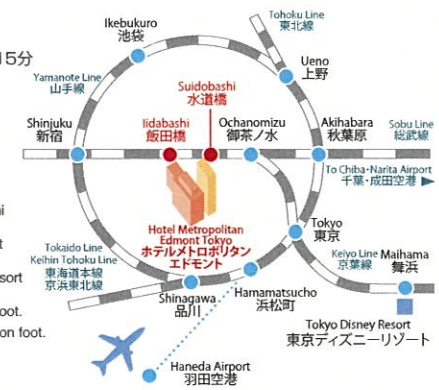 Ikebukuro
池袋
Tohoku Line
東北線
15分
Ueno
上野
Yamanote Line
山手線
Suidobashi
水道橋
Shinjuku
新宿
Iidabashi
飯田橋
Ochanomizu
御茶ノ水
Akihabara
秋葉原
Sobu Line
総武線
To Chiba・Narita Airport
千葉・成田空港
Hotel Metropolitan
Edmont Tokyo
ホテルメトロポリタン
エドモント
Tokyo
東京
Tokaido Line
Keihin Tohoku Line
東海道本線
京浜東北線
Keiyo Line
京葉線
Maihama
舞浜
Shinagawa
品川
Hamamatsucho
浜松町
oot.
on foot.
Tokyo Disney Resort
東京ディズニーリゾート
Haneda Airport
羽田空港